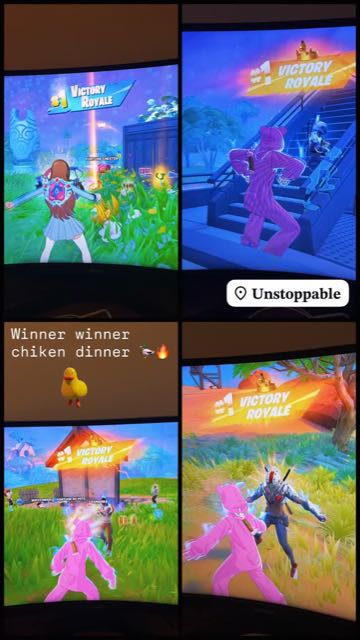 #1 VICTORY
ROYALE
#1 VICTORY
ROYALE
Unstoppable
Winner winner
chiken dinner 🦆🔥
#1 VICTORY
ROYALE
#1 VICTORY
ROYALE